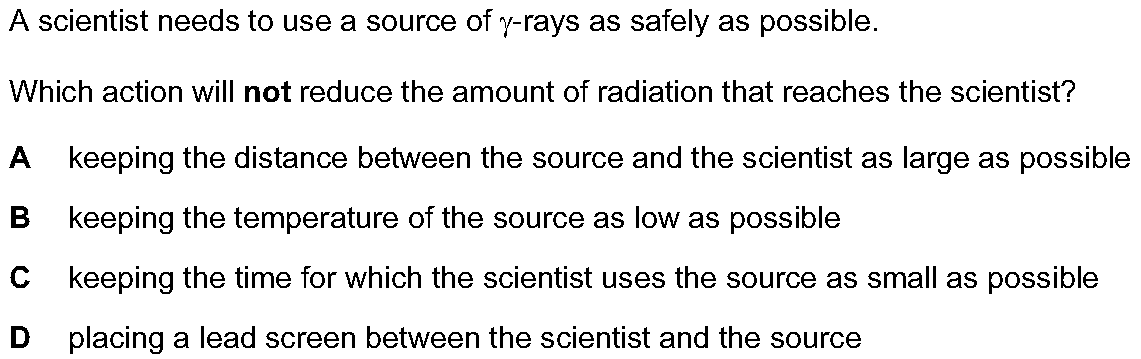 A scientist needs to use a source of γ-rays as safely as possible.
Which action will not reduce the amount of radiation that reaches the scientist?
A keeping the distance between the source and the scientist as large as possible
B keeping the temperature of the source as low as possible
C keeping the time for which the scientist uses the source as small as possible
D placing a lead screen between the scientist and the source